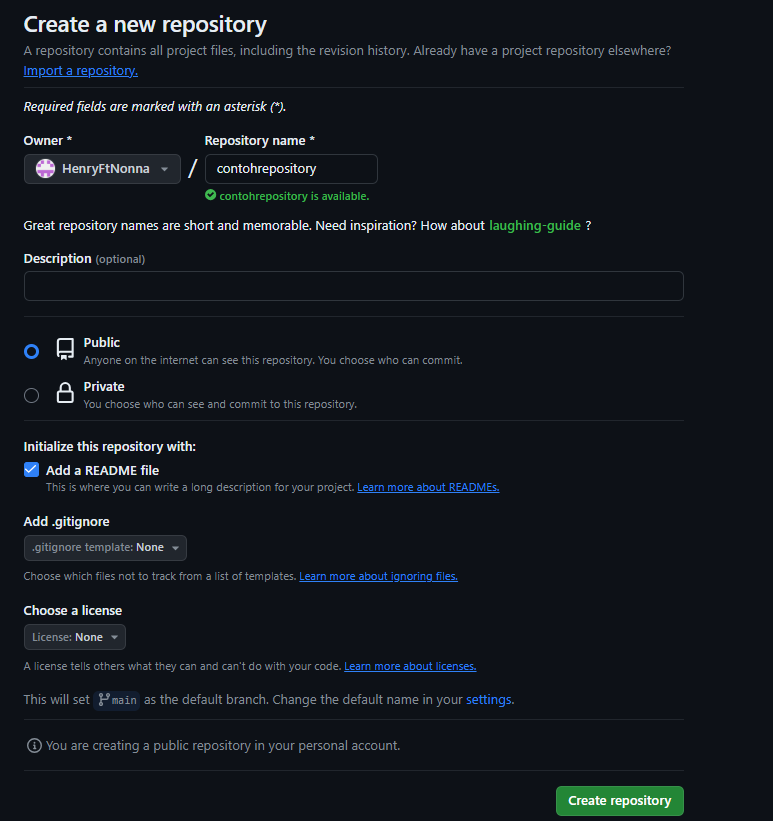 Create a new repository
A repository contains all project files, including the revision history. Already have a project repository elsewhere?
Import a repository.
Required fields are marked with an asterisk (*).
Owner * Repository name *
HenryFtNonna / contohrepository
contohrepository is available.
Great repository names are short and memorable. Need inspiration? How about laughing-guide ?
Description (optional)
Public
Anyone on the internet can see this repository. You choose who can commit.
Private
You choose who can see and commit to this repository.
Initialize this repository with:
Add a README file
This is where you can write a long description for your project. Learn more about READMEs.
Add .gitignore
.gitignore template: None
Choose which files not to track from a list of templates. Learn more about ignoring files.
Choose a license
License: None
A license tells others what they can and can't do with your code. Learn more about licenses.
This will set main as the default branch. Change the default name in your settings.
You are creating a public repository in your personal account.
Create repository